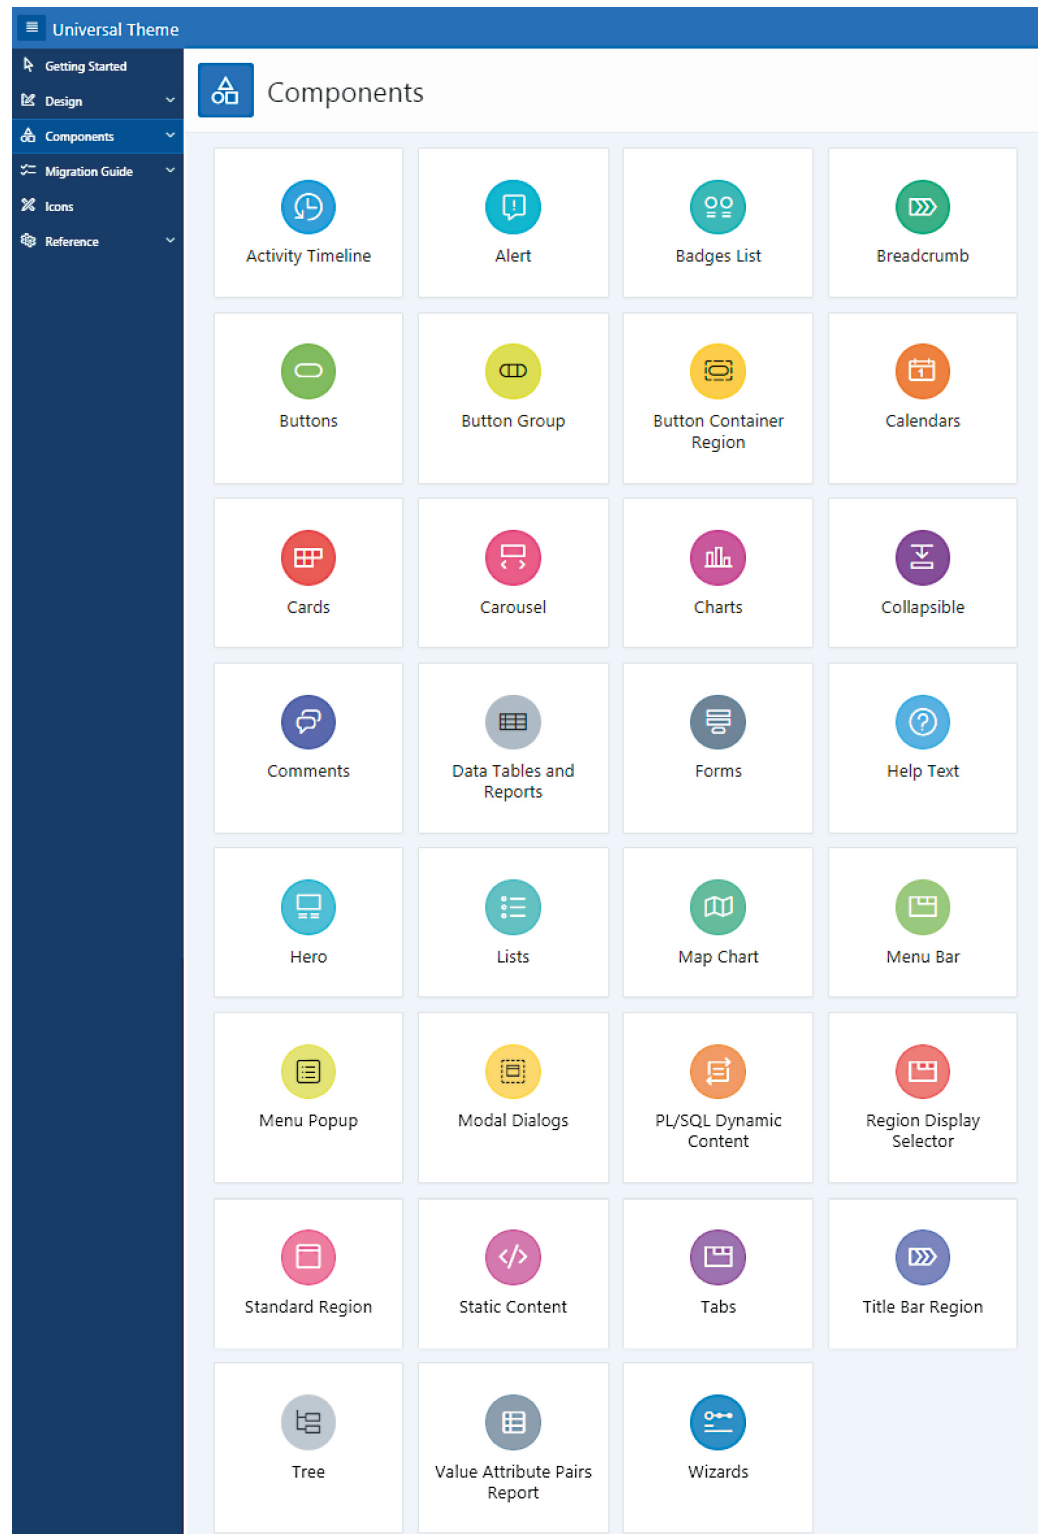 Universal Theme
Getting Started
Design
Components
Migration Guide
Icons
Reference
Components
Activity Timeline
Alert
Badges List
Breadcrumb
Buttons
Button Group
Button Container
Region
1
Calendars
Cards
Carousel
Charts
Collapsible
Comments
Data Tables and
Reports
Forms
Help Text
Hero
Lists
Map Chart
Menu Bar
Menu Popup
Modal Dialogs
PL/SQL Dynamic
Content
Region Display
Selector
Standard Region
Static Content
Tabs
Title Bar Region
Tree
Value Attribute Pairs
Report
Wizards